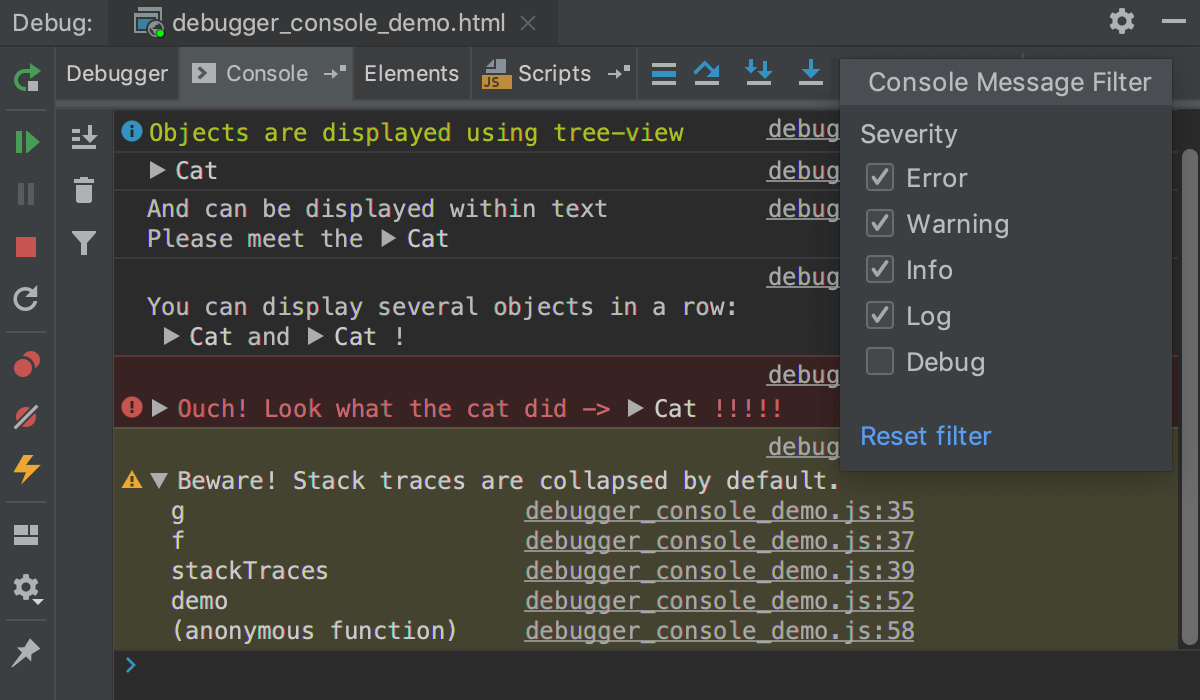 Debug: debugger_console_demo.html
Debugger Console Elements JS Scripts
Console Message Filter
Severity
Error
Warning
Info
Log
Debug
Reset filter
Objects are displayed using tree-view debug
Cat debug
And can be displayed within text debug
Please meet the Cat
debug
You can display several objects in a row:
Cat and Cat !
debug
Ouch! Look what the cat did -> Cat !!!!!
debug
Beware! Stack traces are collapsed by default.
g debugger_console_demo.js:35
f debugger_console_demo.js:37
stackTraces debugger_console_demo.js:39
demo debugger_console_demo.js:52
(anonymous function) debugger_console_demo.js:58